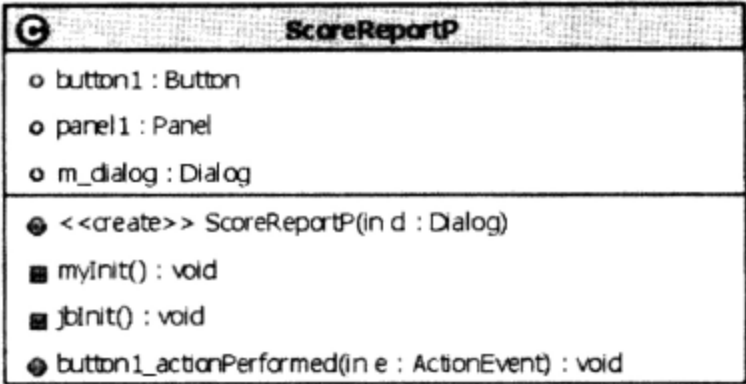 C ScoreReportP
button1 : Button
panel1 : Panel
m_dialog : Dialog
<<create>> ScoreReportP(in d : Dialog)
myInit() : void
jbInit() : void
button1_actionPerformed(in e : ActionEvent) : void